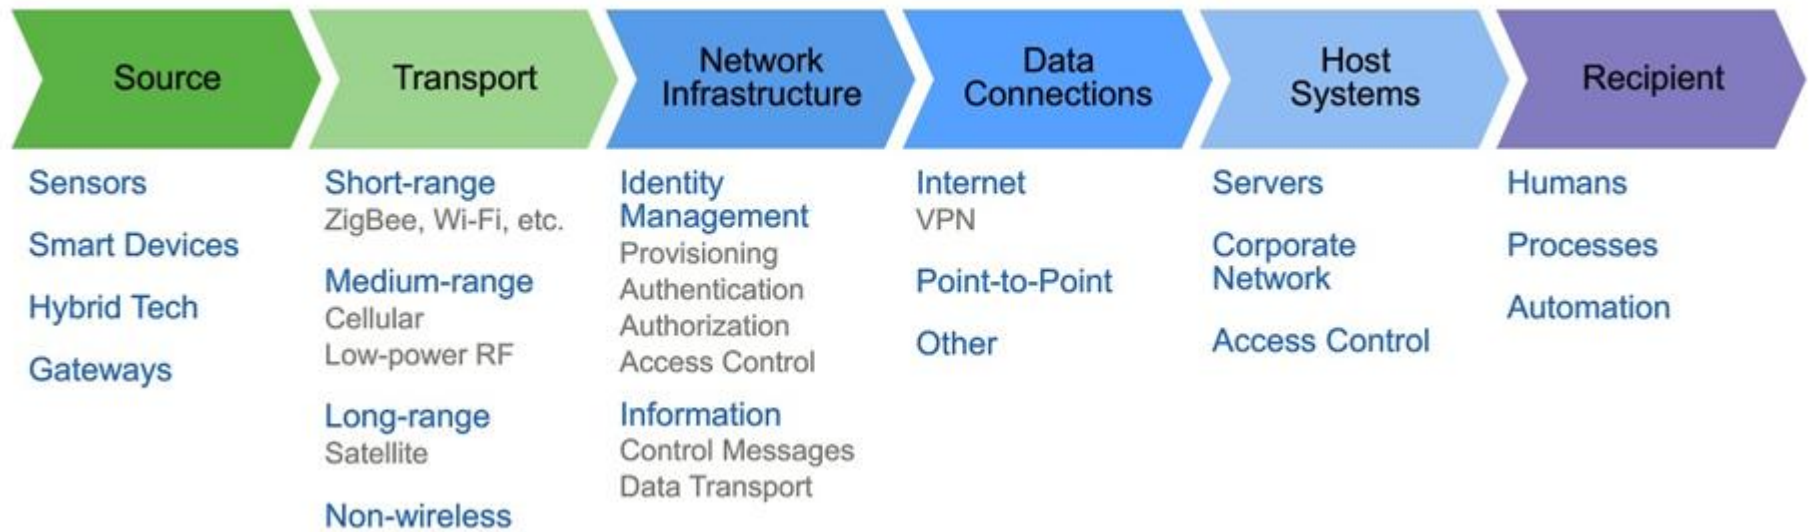 Source
Transport
Network
Infrastructure
Data
Connections
Host
Systems
Recipient
Sensors
Smart Devices
Hybrid Tech
Gateways
Short-range
ZigBee, Wi-Fi, etc.
Medium-range
Cellular
Low-power RF
Long-range
Satellite
Non-wireless
Identity
Management
Provisioning
Authentication
Authorization
Access Control
Information
Control Messages
Data Transport
Internet
VPN
Point-to-Point
Other
Servers
Corporate
Network
Access Control
Humans
Processes
Automation